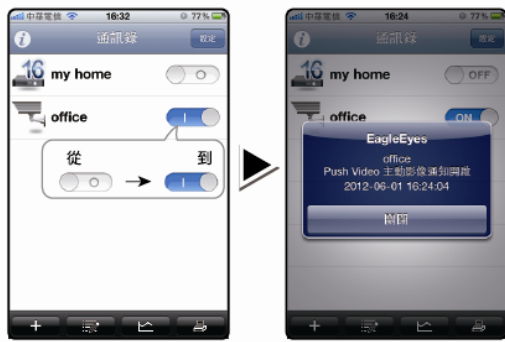 中華電信 16:32 77%
通訊錄 設定
16 my home
office
從 到
中華電信 16:24 77%
通訊錄 設定
16 my home OFF
office ON
EagleEyes
office
Push Video 主動影像通知開啟
2012-06-01 16:24:04
關閉